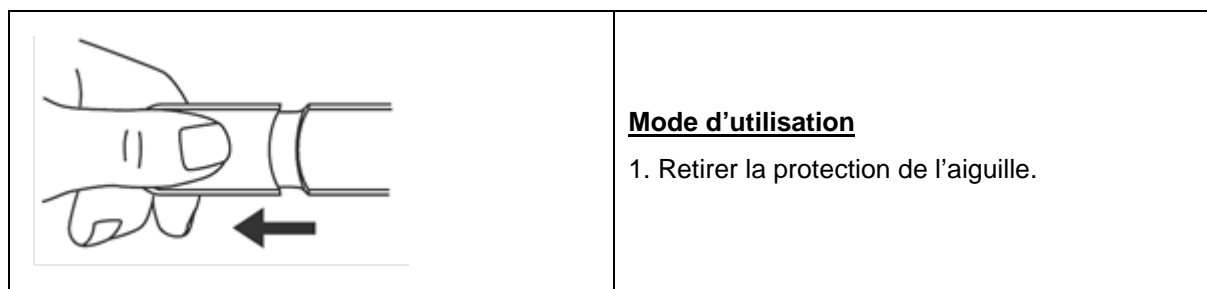 Mode d’utilisation
1. Retirer la protection de l’aiguille.